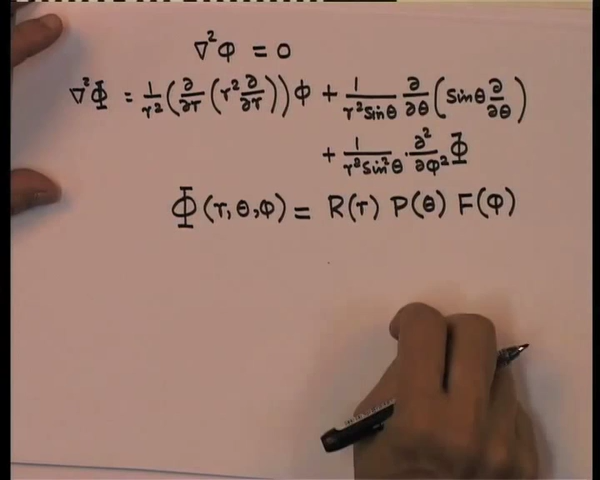 ∇²φ = 0
∇²Φ = 1/r² (∂/∂r (r² ∂/∂r)) ϕ + 1/r² sinθ ∂/∂θ (sinθ ∂/∂θ)
+ 1/r² sin²θ · ∂²/∂φ² Φ
Φ(r, θ, φ) = R(r) P(θ) F(φ)